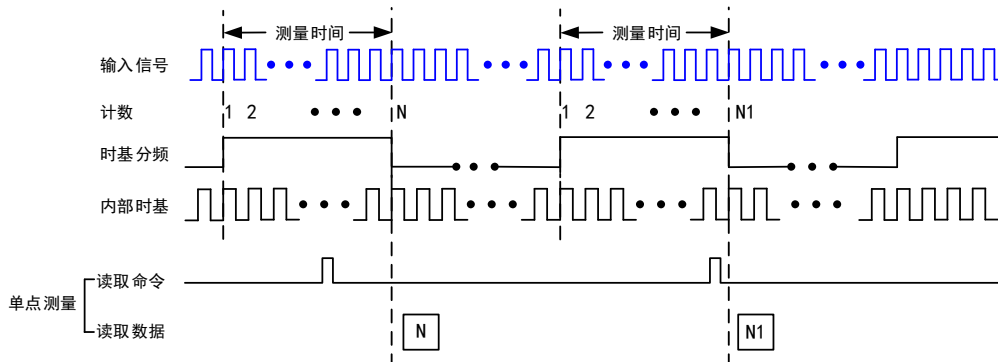 测量时间 测量时间
输入信号
计数 1 2 N 1 2 N1
时基分频
内部时基
读取命令
单点测量
读取数据 N N1